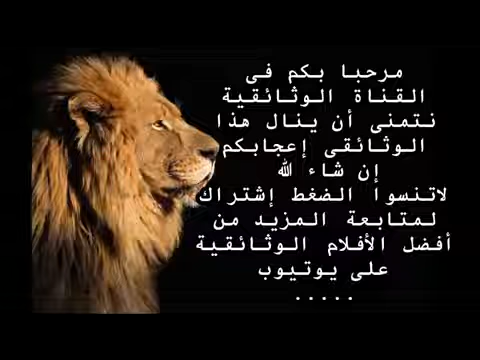 مرحبا بكم فى
القناة الوثائقية
نتمنى أن ينال هذا
الوثائقى إعجابكم
إن شاء الله
لاتنسوا الضغط إشتراك
لمتابعة المزيد من
أفضل الأفلام الوثائقية
على يوتيوب
.....